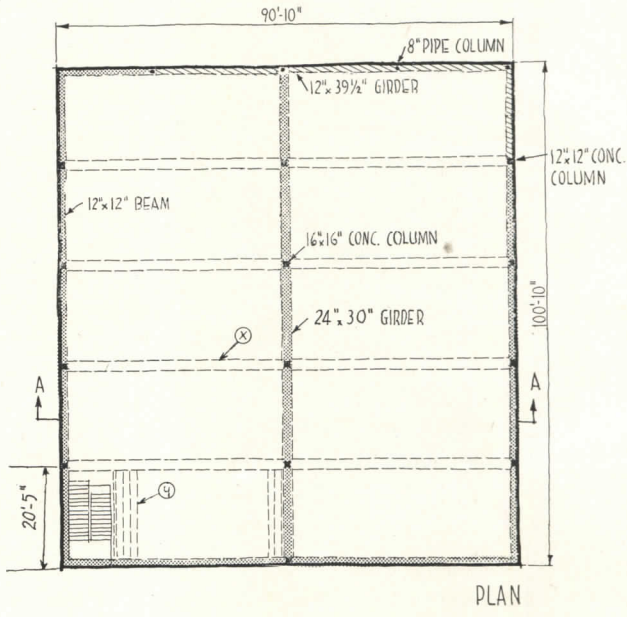 90'-10"
8" PIPE COLUMN
12"x 39½" GIRDER
12"x12" CONC.
COLUMN
12"x12" BEAM
16"x16" CONC. COLUMN
24"x 30" GIRDER
100'-10"
X
A
A
20'-5"
Y
PLAN